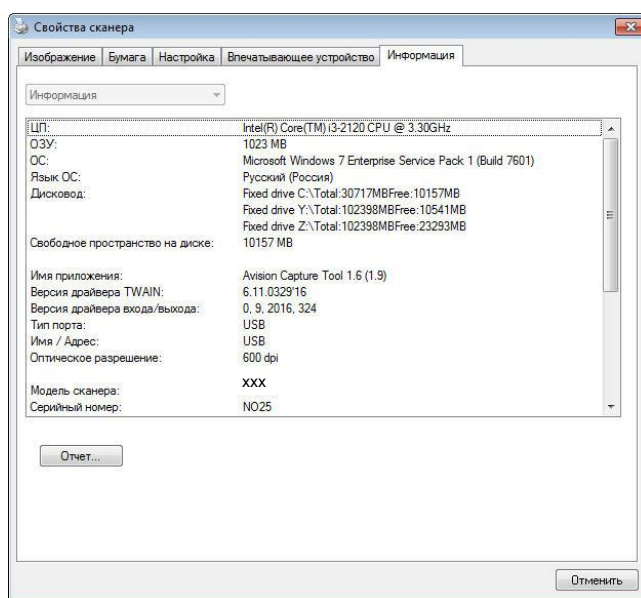 Свойства сканера
Изображение Бумага Настройка Впечатывающее устройство Информация
Информация
ЦП: Intel(R) Core(TM) i3-2120 CPU @ 3.30GHz
ОЗУ: 1023 MB
ОС: Microsoft Windows 7 Enterprise Service Pack 1 (Build 7601)
Язык ОС: Русский (Россия)
Дисковод: Fixed drive C:\Total:30717MBFree:10157MB
Fixed drive Y:\Total:102398MBFree:10541MB
Fixed drive Z:\Total:102398MBFree:23293MB
Свободное пространство на диске: 10157 MB
Имя приложения: Avision Capture Tool 1.6 (1.9)
Версия драйвера TWAIN: 6.11.0329'16
Версия драйвера входа/выхода: 0, 9, 2016, 324
Тип порта: USB
Имя / Адрес: USB
Оптическое разрешение: 600 dpi
Модель сканера: XXX
Серийный номер: NO25
Отчет...
Отменить